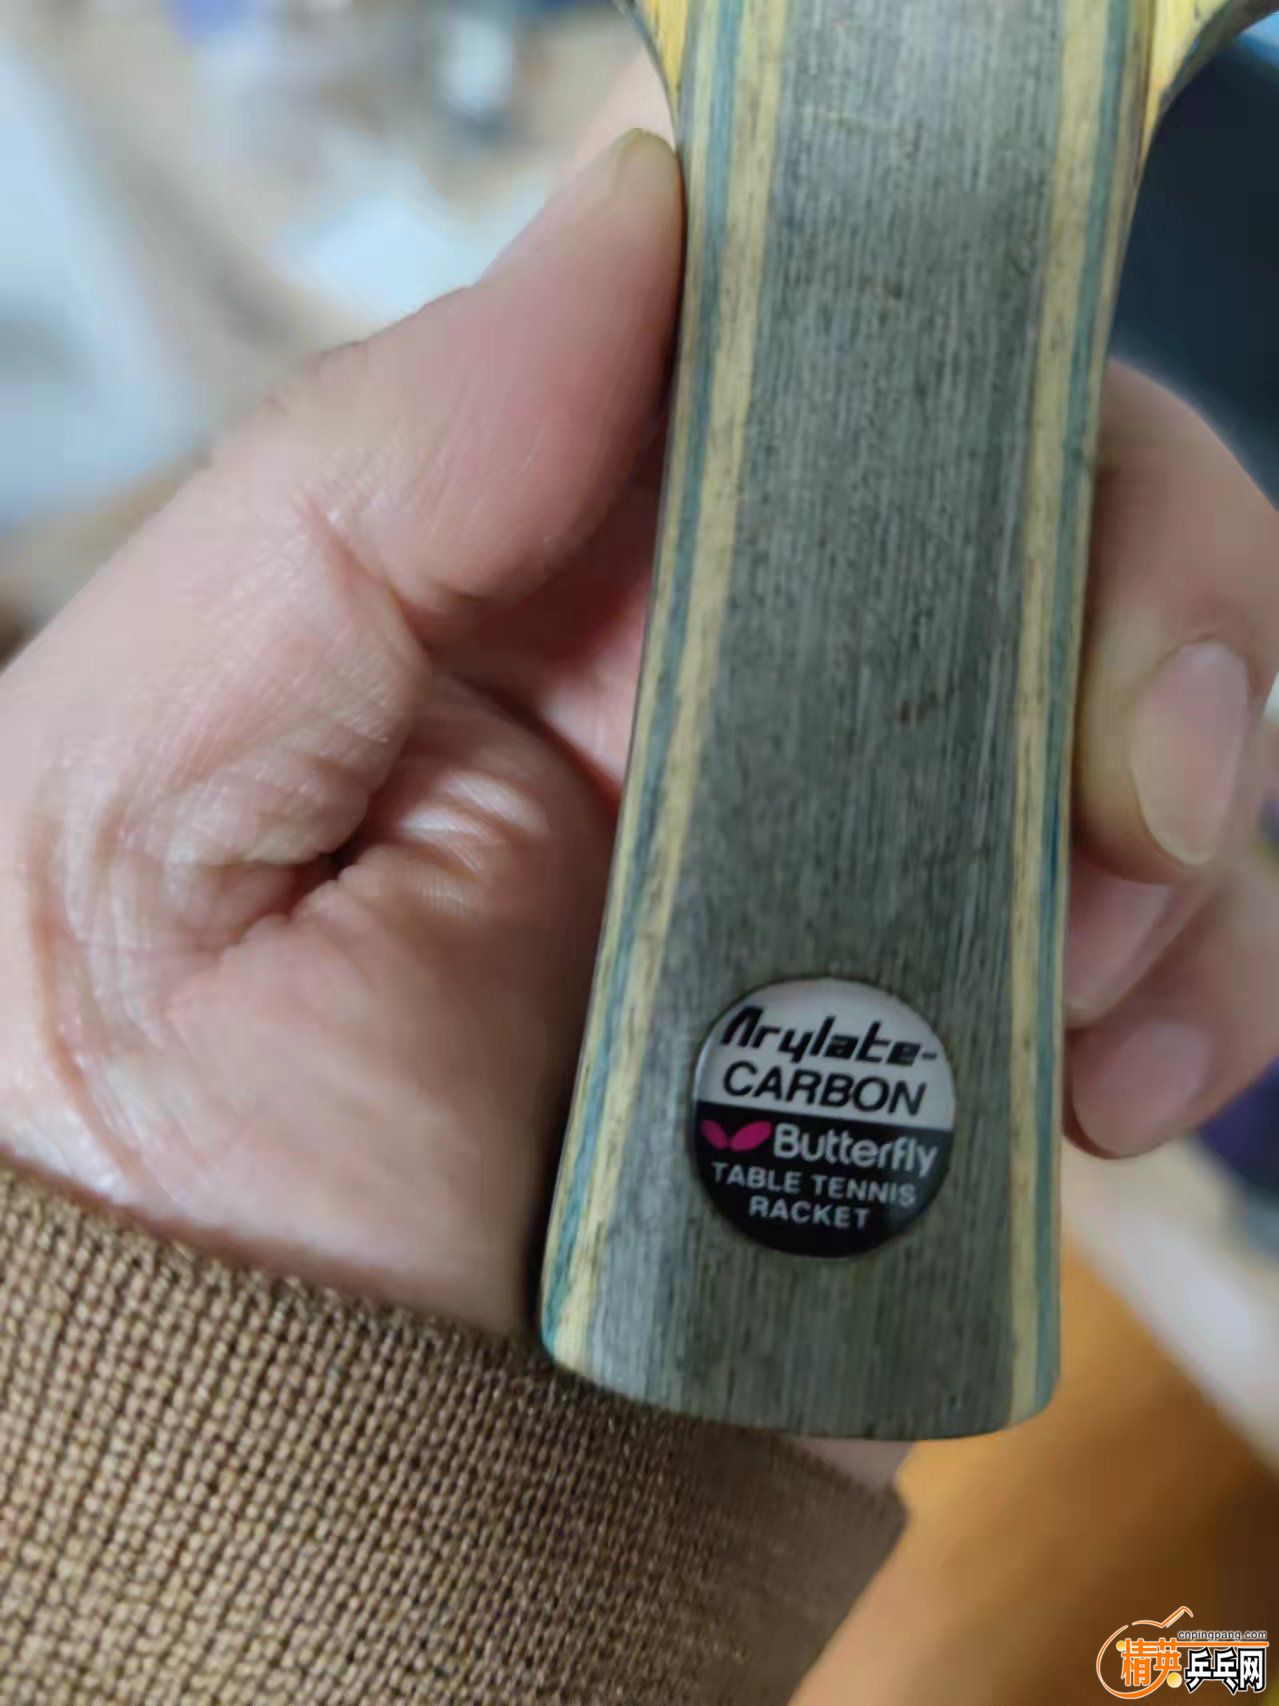 Arylate-
CARBON
Butterfly
TABLE TENNIS
RACKET
cnpingpang.com
精英乒乓网